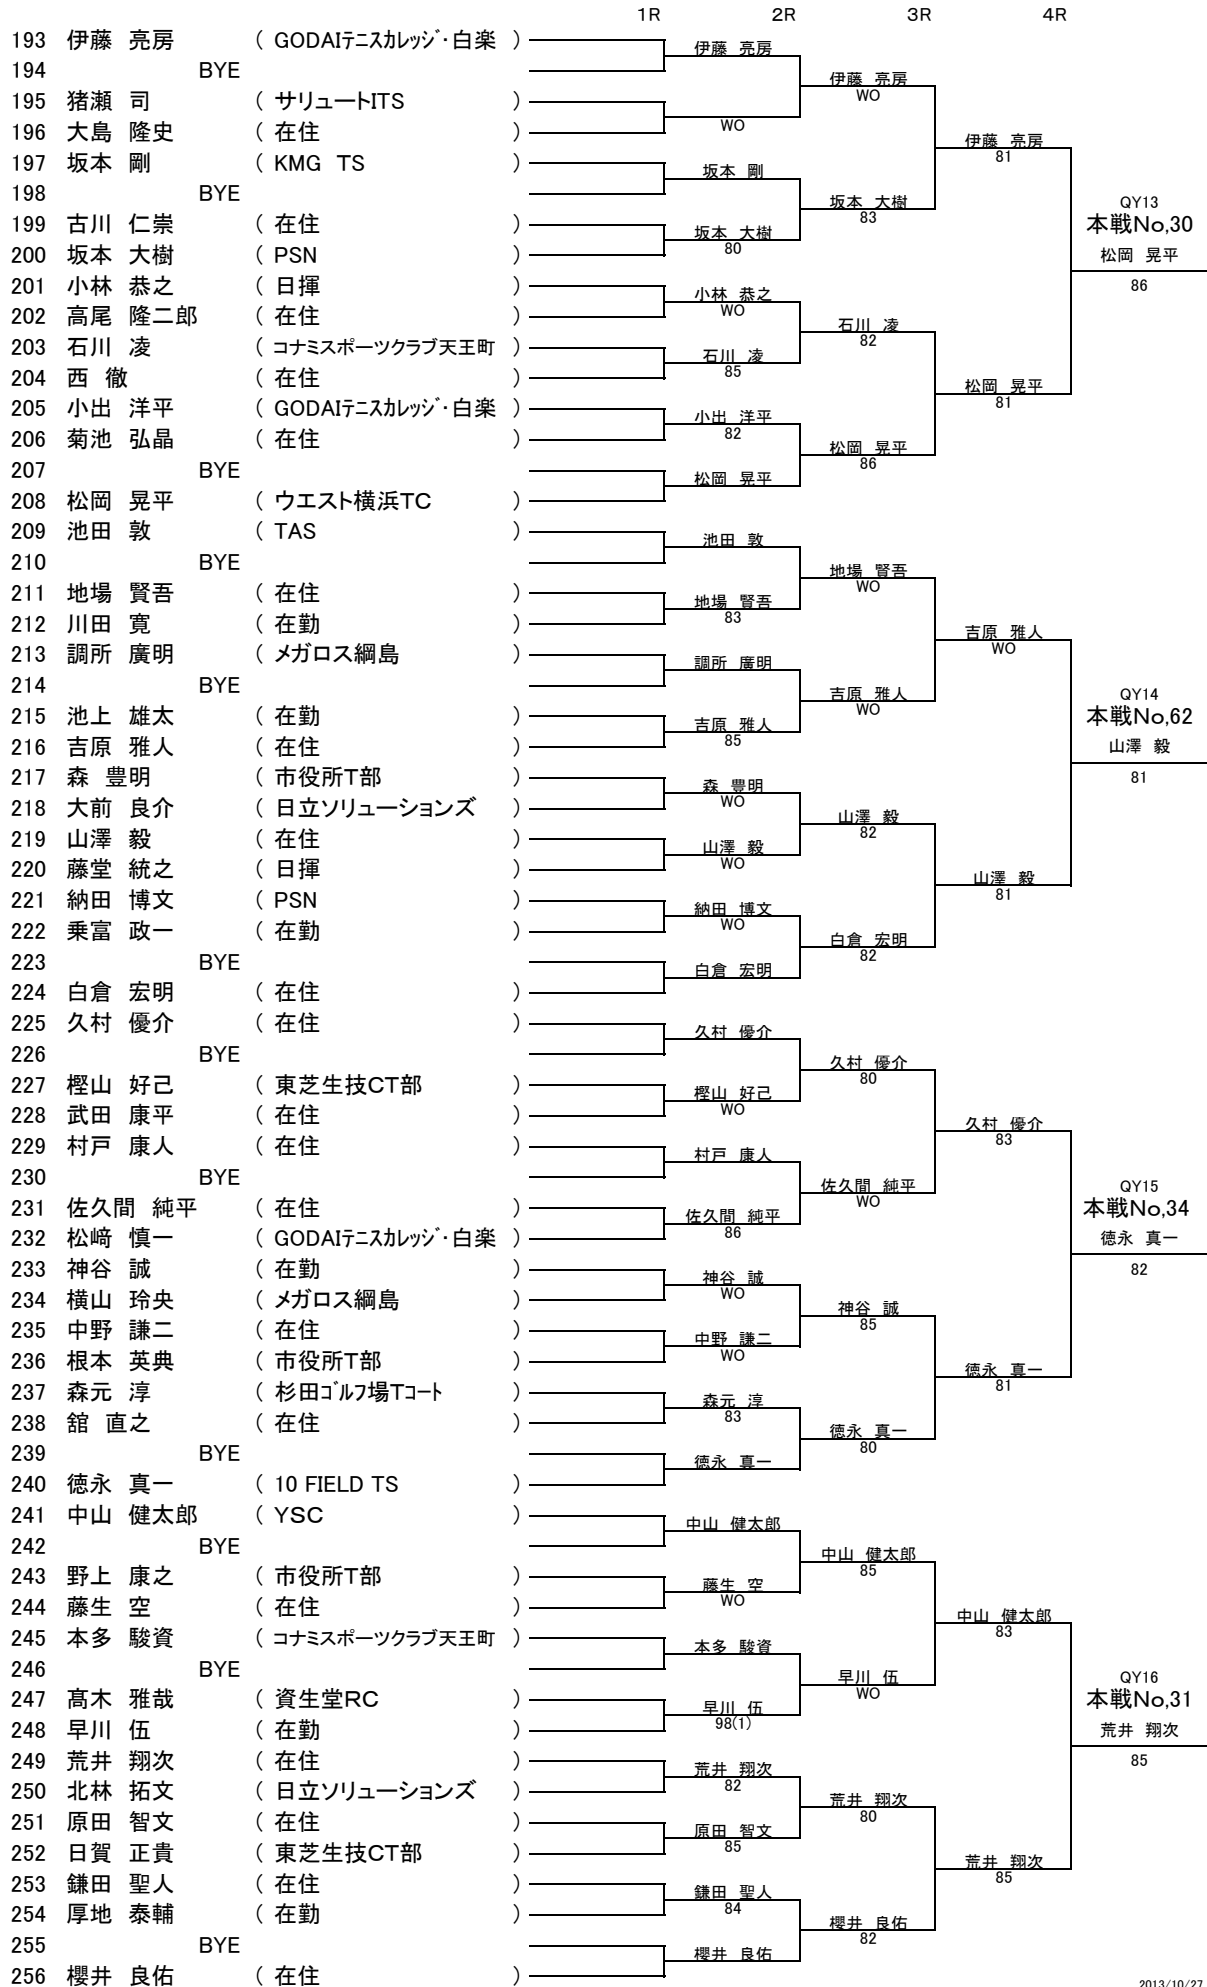 1R 2R 3R 4R
193 伊藤 亮房 ( GODAIテニスカレッジ・白楽 )
伊藤 亮房
194 BYE
伊藤 亮房
WO
195 猪瀬 司 ( サリュートITS )
WO
196 大島 隆史 ( 在住 )
伊藤 亮房
81
197 坂本 剛 ( KMG TS )
坂本 剛
198 BYE
坂本 大樹
83
QY13
本戦No,30
199 古川 仁崇 ( 在住 )
坂本 大樹
80
200 坂本 大樹 ( PSN )
松岡 晃平
86
201 小林 恭之 ( 日揮 )
小林 恭之
WO
202 高尾 隆二郎 ( 在住 )
石川 凌
82
203 石川 凌 ( コナミスポーツクラブ天王町 )
石川 凌
85
204 西 徹 ( 在住 )
松岡 晃平
81
205 小出 洋平 ( GODAIテニスカレッジ・白楽 )
小出 洋平
82
206 菊池 弘晶 ( 在住 )
松岡 晃平
86
207 BYE
松岡 晃平
208 松岡 晃平 ( ウエスト横浜TC )
209 池田 敦 ( TAS )
池田 敦
210 BYE
地場 賢吾
WO
211 地場 賢吾 ( 在住 )
地場 賢吾
83
212 川田 寛 ( 在勤 )
吉原 雅人
WO
213 調所 廣明 ( メガロス綱島 )
調所 廣明
214 BYE
吉原 雅人
WO
QY14
本戦No,62
215 池上 雄太 ( 在勤 )
吉原 雅人
85
216 吉原 雅人 ( 在住 )
山澤 毅
81
217 森 豊明 ( 市役所T部 )
森 豊明
WO
218 大前 良介 ( 日立ソリューションズ )
山澤 毅
82
219 山澤 毅 ( 在住 )
山澤 毅
WO
220 藤堂 統之 ( 日揮 )
山澤 毅
81
221 納田 博文 ( PSN )
納田 博文
WO
222 乗富 政一 ( 在勤 )
白倉 宏明
82
223 BYE
白倉 宏明
224 白倉 宏明 ( 在住 )
225 久村 優介 ( 在住 )
久村 優介
226 BYE
久村 優介
80
227 樫山 好己 ( 東芝生技CT部 )
樫山 好己
WO
228 武田 康平 ( 在住 )
久村 優介
83
229 村戸 康人 ( 在住 )
村戸 康人
230 BYE
佐久間 純平
WO
QY15
本戦No,34
231 佐久間 純平 ( 在住 )
佐久間 純平
86
232 松﨑 慎一 ( GODAIテニスカレッジ・白楽 )
徳永 真一
82
233 神谷 誠 ( 在勤 )
神谷 誠
WO
234 横山 玲央 ( メガロス綱島 )
神谷 誠
85
235 中野 謙二 ( 在住 )
中野 謙二
WO
236 根本 英典 ( 市役所T部 )
徳永 真一
81
237 森元 淳 ( 杉田ゴルフ場Tコート )
森元 淳
83
238 舘 直之 ( 在住 )
徳永 真一
80
239 BYE
徳永 真一
240 徳永 真一 ( 10 FIELD TS )
241 中山 健太郎 ( YSC )
中山 健太郎
242 BYE
中山 健太郎
85
243 野上 康之 ( 市役所T部 )
藤生 空
WO
244 藤生 空 ( 在住 )
中山 健太郎
83
245 本多 駿資 ( コナミスポーツクラブ天王町 )
本多 駿資
246 BYE
早川 伍
WO
QY16
本戦No,31
247 髙木 雅哉 ( 資生堂RC )
早川 伍
98(1)
248 早川 伍 ( 在勤 )
荒井 翔次
85
249 荒井 翔次 ( 在住 )
荒井 翔次
82
250 北林 拓文 ( 日立ソリューションズ )
荒井 翔次
80
251 原田 智文 ( 在住 )
原田 智文
85
252 日賀 正貴 ( 東芝生技CT部 )
荒井 翔次
85
253 鎌田 聖人 ( 在住 )
鎌田 聖人
84
254 厚地 泰輔 ( 在勤 )
櫻井 良佑
82
255 BYE
櫻井 良佑
256 櫻井 良佑 ( 在住 )
2013/10/27